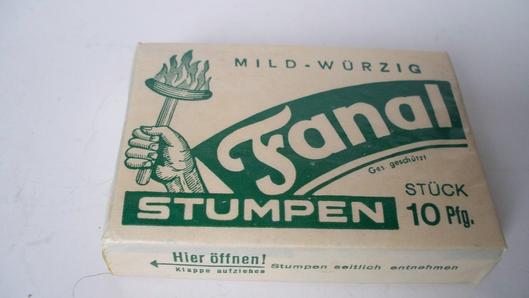 MILD-WÜRZIG
Fanal
Ges. geschützt
STÜCK
STUMPEN 10 Pfg.
Hier öffnen!
Klappe aufziehen Stumpen seitlich entnehmen